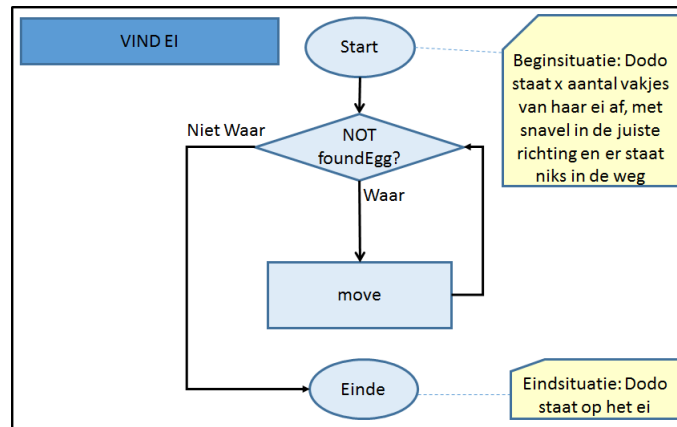 VIND EI
Start
Beginsituatie: Dodo
staat x aantal vakjes
van haar ei af, met
snavel in de juiste
richting en er staat
niks in de weg
Niet Waar
NOT
foundEgg?
Waar
move
Einde
Eindsituatie: Dodo
staat op het ei